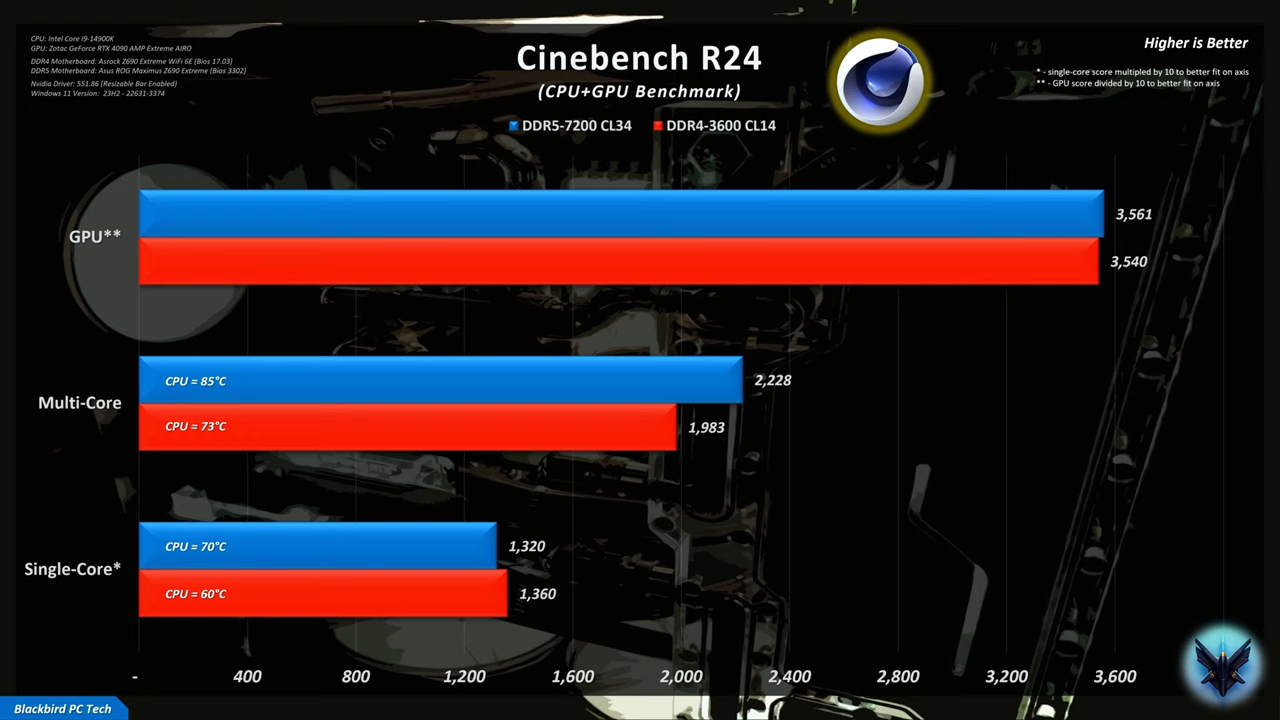 CPU: Intel Core i9-14900K
GPU: Zotac GeForce RTX 4090 AMP Extreme AIRO
DDR4 Motherboard: Asrock Z690 Extreme WiFi 6E (Bios 17.03)
DDR5 Motherboard: Asus ROG Maximus Z690 Extreme (Bios 3302)
Nvidia Driver: 551.86 (Resizable Bar Enabled)
Windows 11 Version: 23H2 - 22631-3374
Cinebench R24
(CPU+GPU Benchmark)
Higher is Better
* - single-core score multipled by 10 to better fit on axis
** - GPU score divided by 10 to better fit on axis
DDR5-7200 CL34 DDR4-3600 CL14
GPU**
3,561
3,540
Multi-Core
CPU = 85°C 2,228
CPU = 73°C 1,983
Single-Core*
CPU = 70°C 1,320
CPU = 60°C 1,360
- 400 800 1,200 1,600 2,000 2,400 2,800 3,200 3,600
Blackbird PC Tech